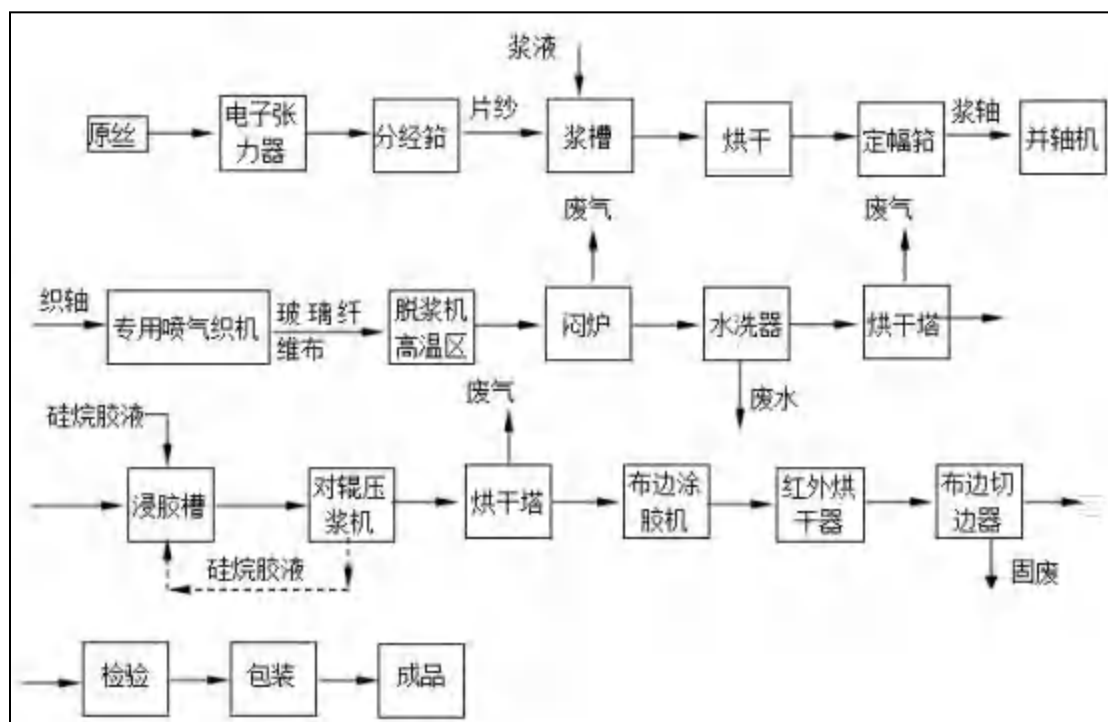 浆液
原丝
电子张
力器
分经筘
片纱
浆槽
烘干
定幅筘
浆轴
并轴机
废气
废气
织轴
专用喷气织机
玻璃纤
维布
脱浆机
高温区
闷炉
水洗器
烘干塔
废水
废气
硅烷胶液
浸胶槽
对辊压
浆机
烘干塔
布边涂
胶机
红外烘
干器
布边切
边器
硅烷胶液
固废
检验
包装
成品